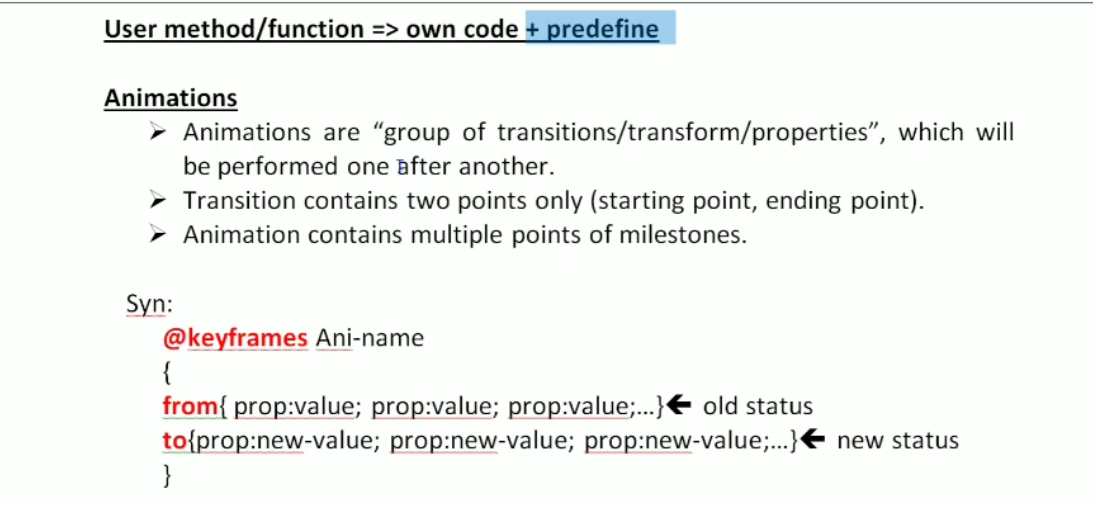 User method/function => own code + predefine
Animations
➢ Animations are “group of transitions/transform/properties”, which will
be performed one after another.
➢ Transition contains two points only (starting point, ending point).
➢ Animation contains multiple points of milestones.
Syn:
@keyframes Ani-name
{
from{ prop:value; prop:value; prop:value;...}🡨 old status
to{prop:new-value; prop:new-value; prop:new-value;...}🡨 new status
}